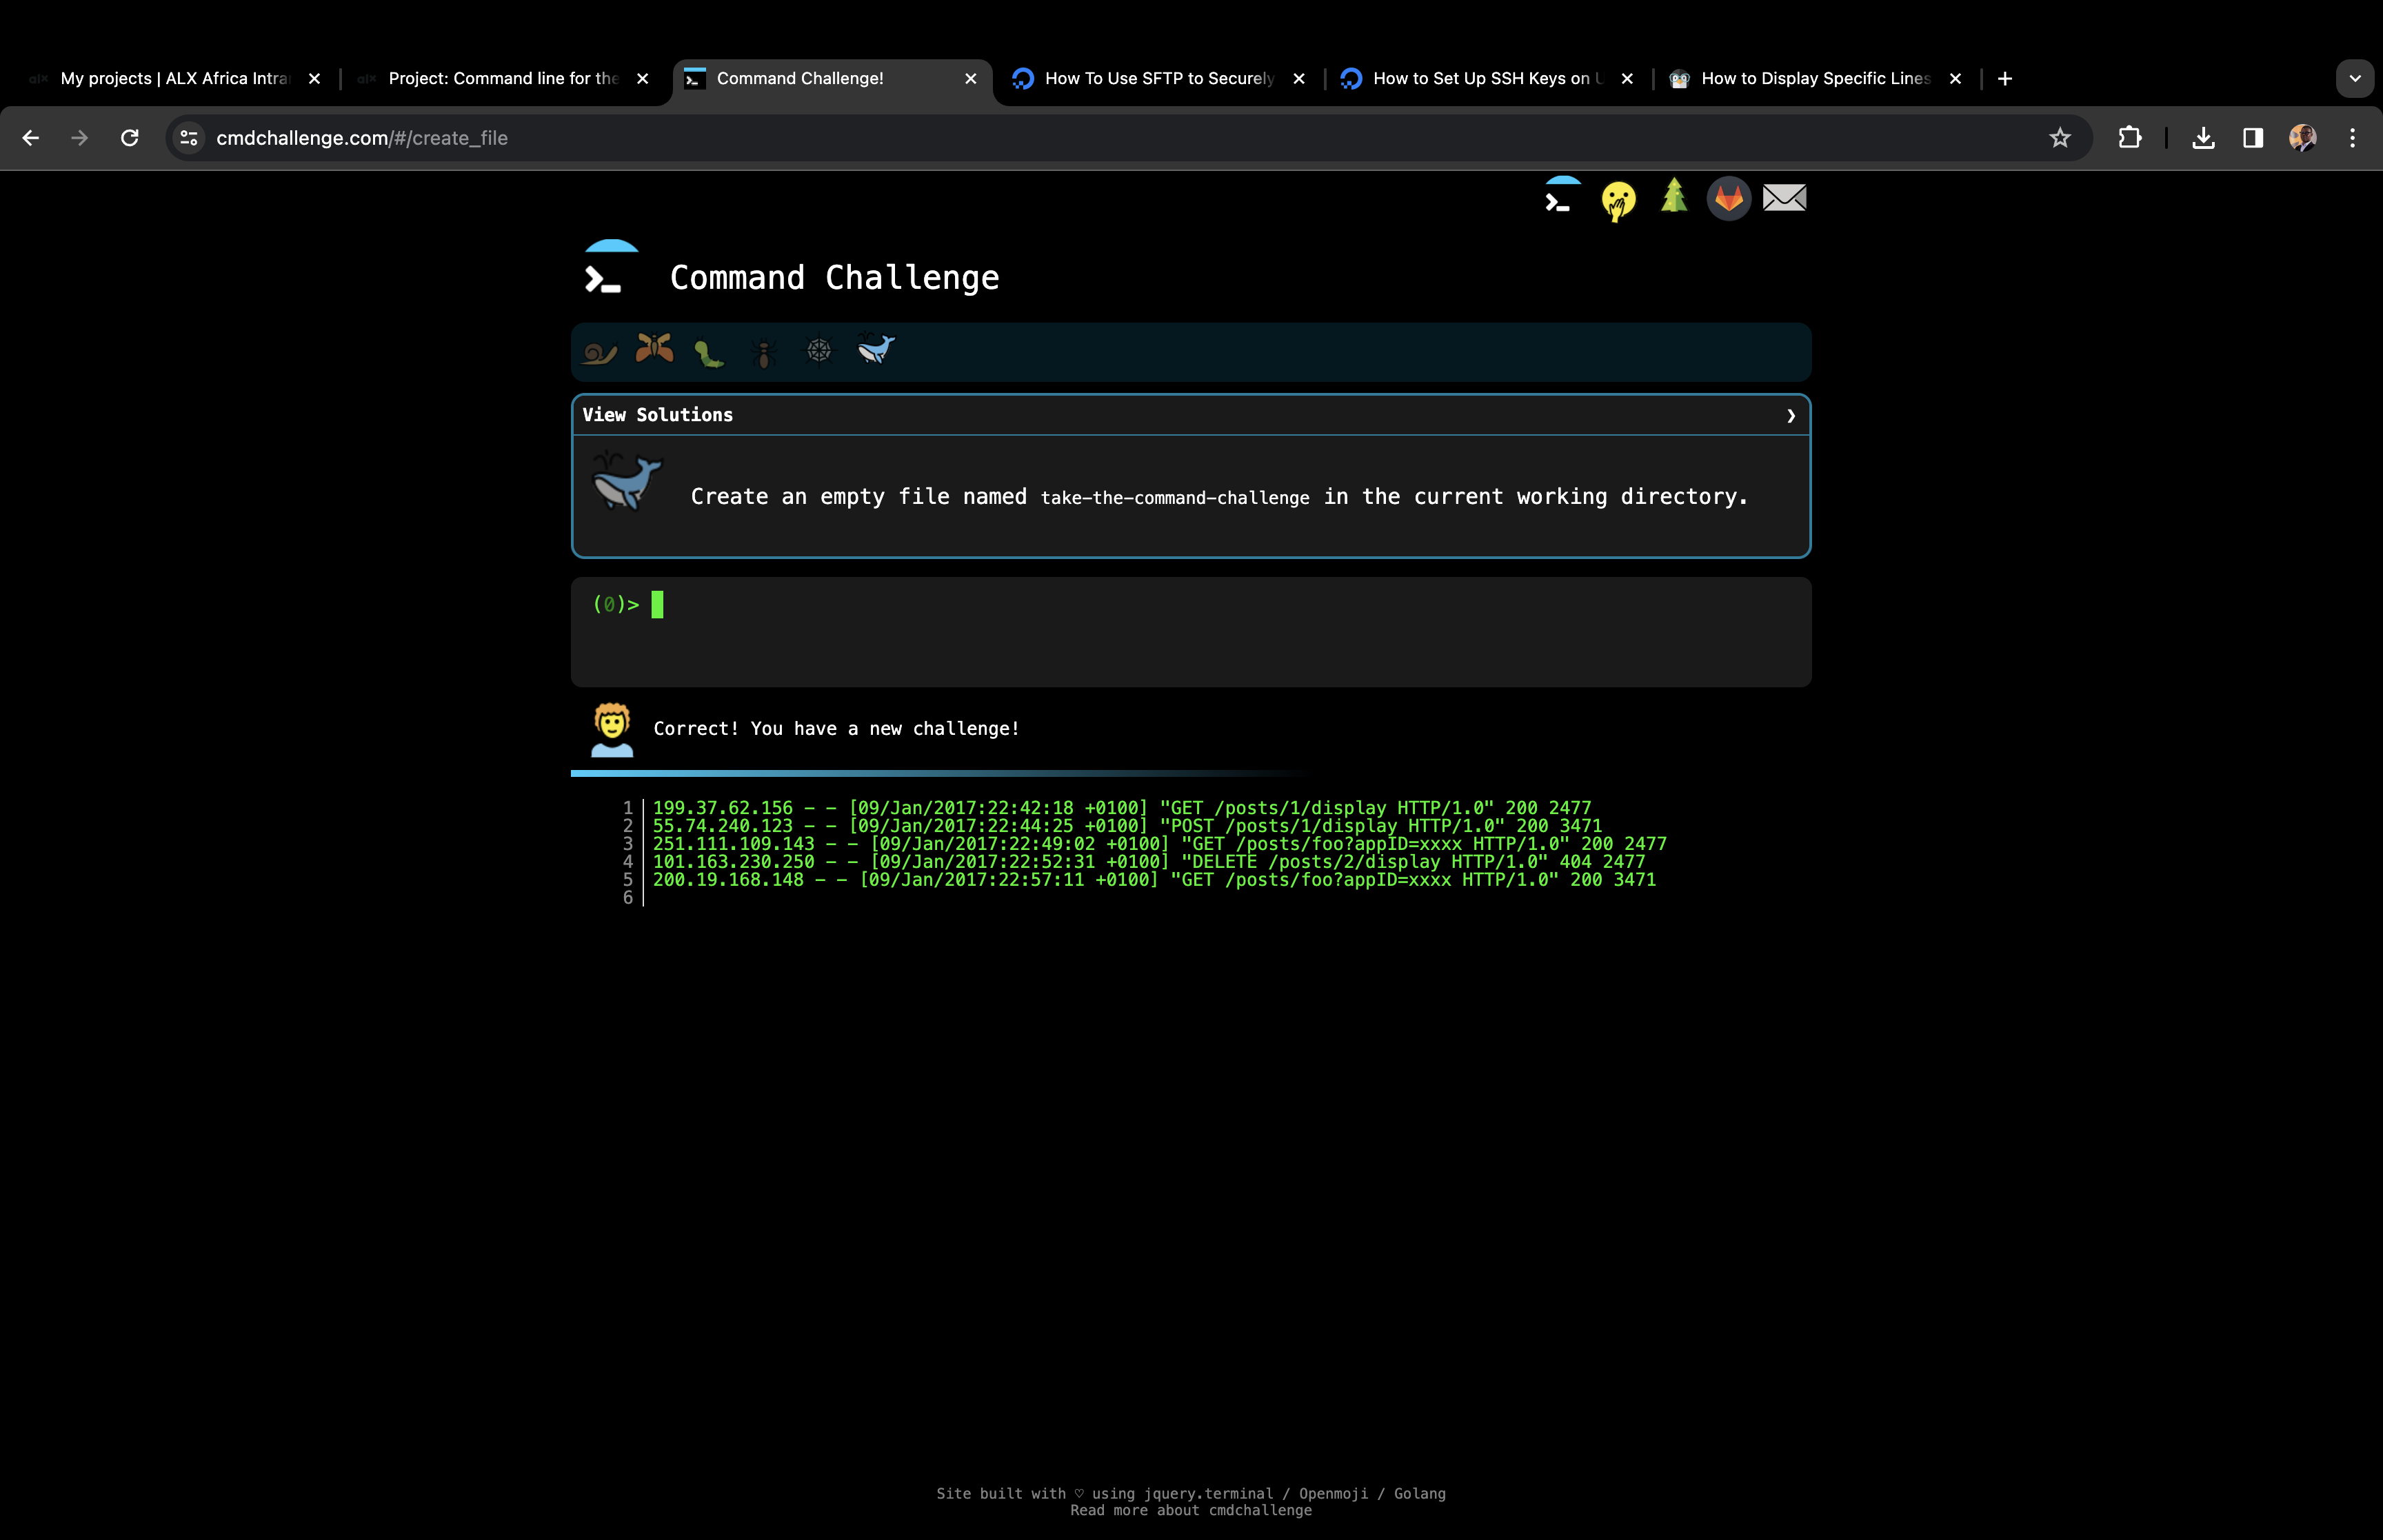 My projects | ALX Africa Intra
Project: Command line for the
Command Challenge!
How To Use SFTP to Securely
How to Set Up SSH Keys on U
How to Display Specific Lines
cmdchallenge.com/#/create_file
Command Challenge
View Solutions
Create an empty file named take-the-command-challenge in the current working directory.
(0)>
Correct! You have a new challenge!
1 199.37.62.156 - - [09/Jan/2017:22:42:18 +0100] "GET /posts/1/display HTTP/1.0" 200 2477
2 55.74.240.123 - - [09/Jan/2017:22:44:25 +0100] "POST /posts/1/display HTTP/1.0" 200 3471
3 251.111.109.143 - - [09/Jan/2017:22:49:02 +0100] "GET /posts/foo?appID=xxxx HTTP/1.0" 200 2477
4 101.163.230.250 - - [09/Jan/2017:22:52:31 +0100] "DELETE /posts/2/display HTTP/1.0" 404 2477
5 200.19.168.148 - - [09/Jan/2017:22:57:11 +0100] "GET /posts/foo?appID=xxxx HTTP/1.0" 200 3471
6
Site built with ♡ using jquery.terminal / Openmoji / Golang
Read more about cmdchallenge